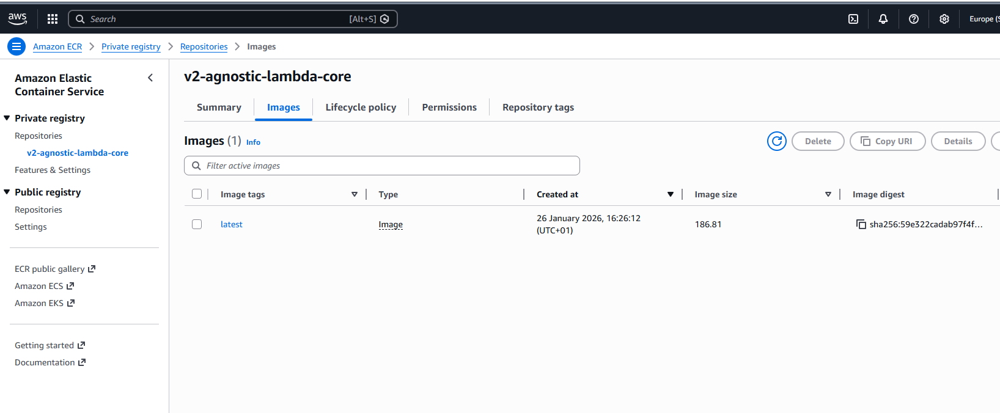 aws
Search [Alt+S]
Europe (S
Amazon ECR > Private registry > Repositories > Images
Amazon Elastic
Container Service
Private registry
Repositories
v2-agnostic-lambda-core
Features & Settings
Public registry
Repositories
Settings
ECR public gallery
Amazon ECS
Amazon EKS
Getting started
Documentation
v2-agnostic-lambda-core
Summary Images Lifecycle policy Permissions Repository tags
Images (1) Info
Delete Copy URI Details
Filter active images
Image tags Type Created at Image size Image digest
latest Image 26 January 2026, 16:26:12 186.81 sha256:59e322cadab97f4f...
(UTC+01)